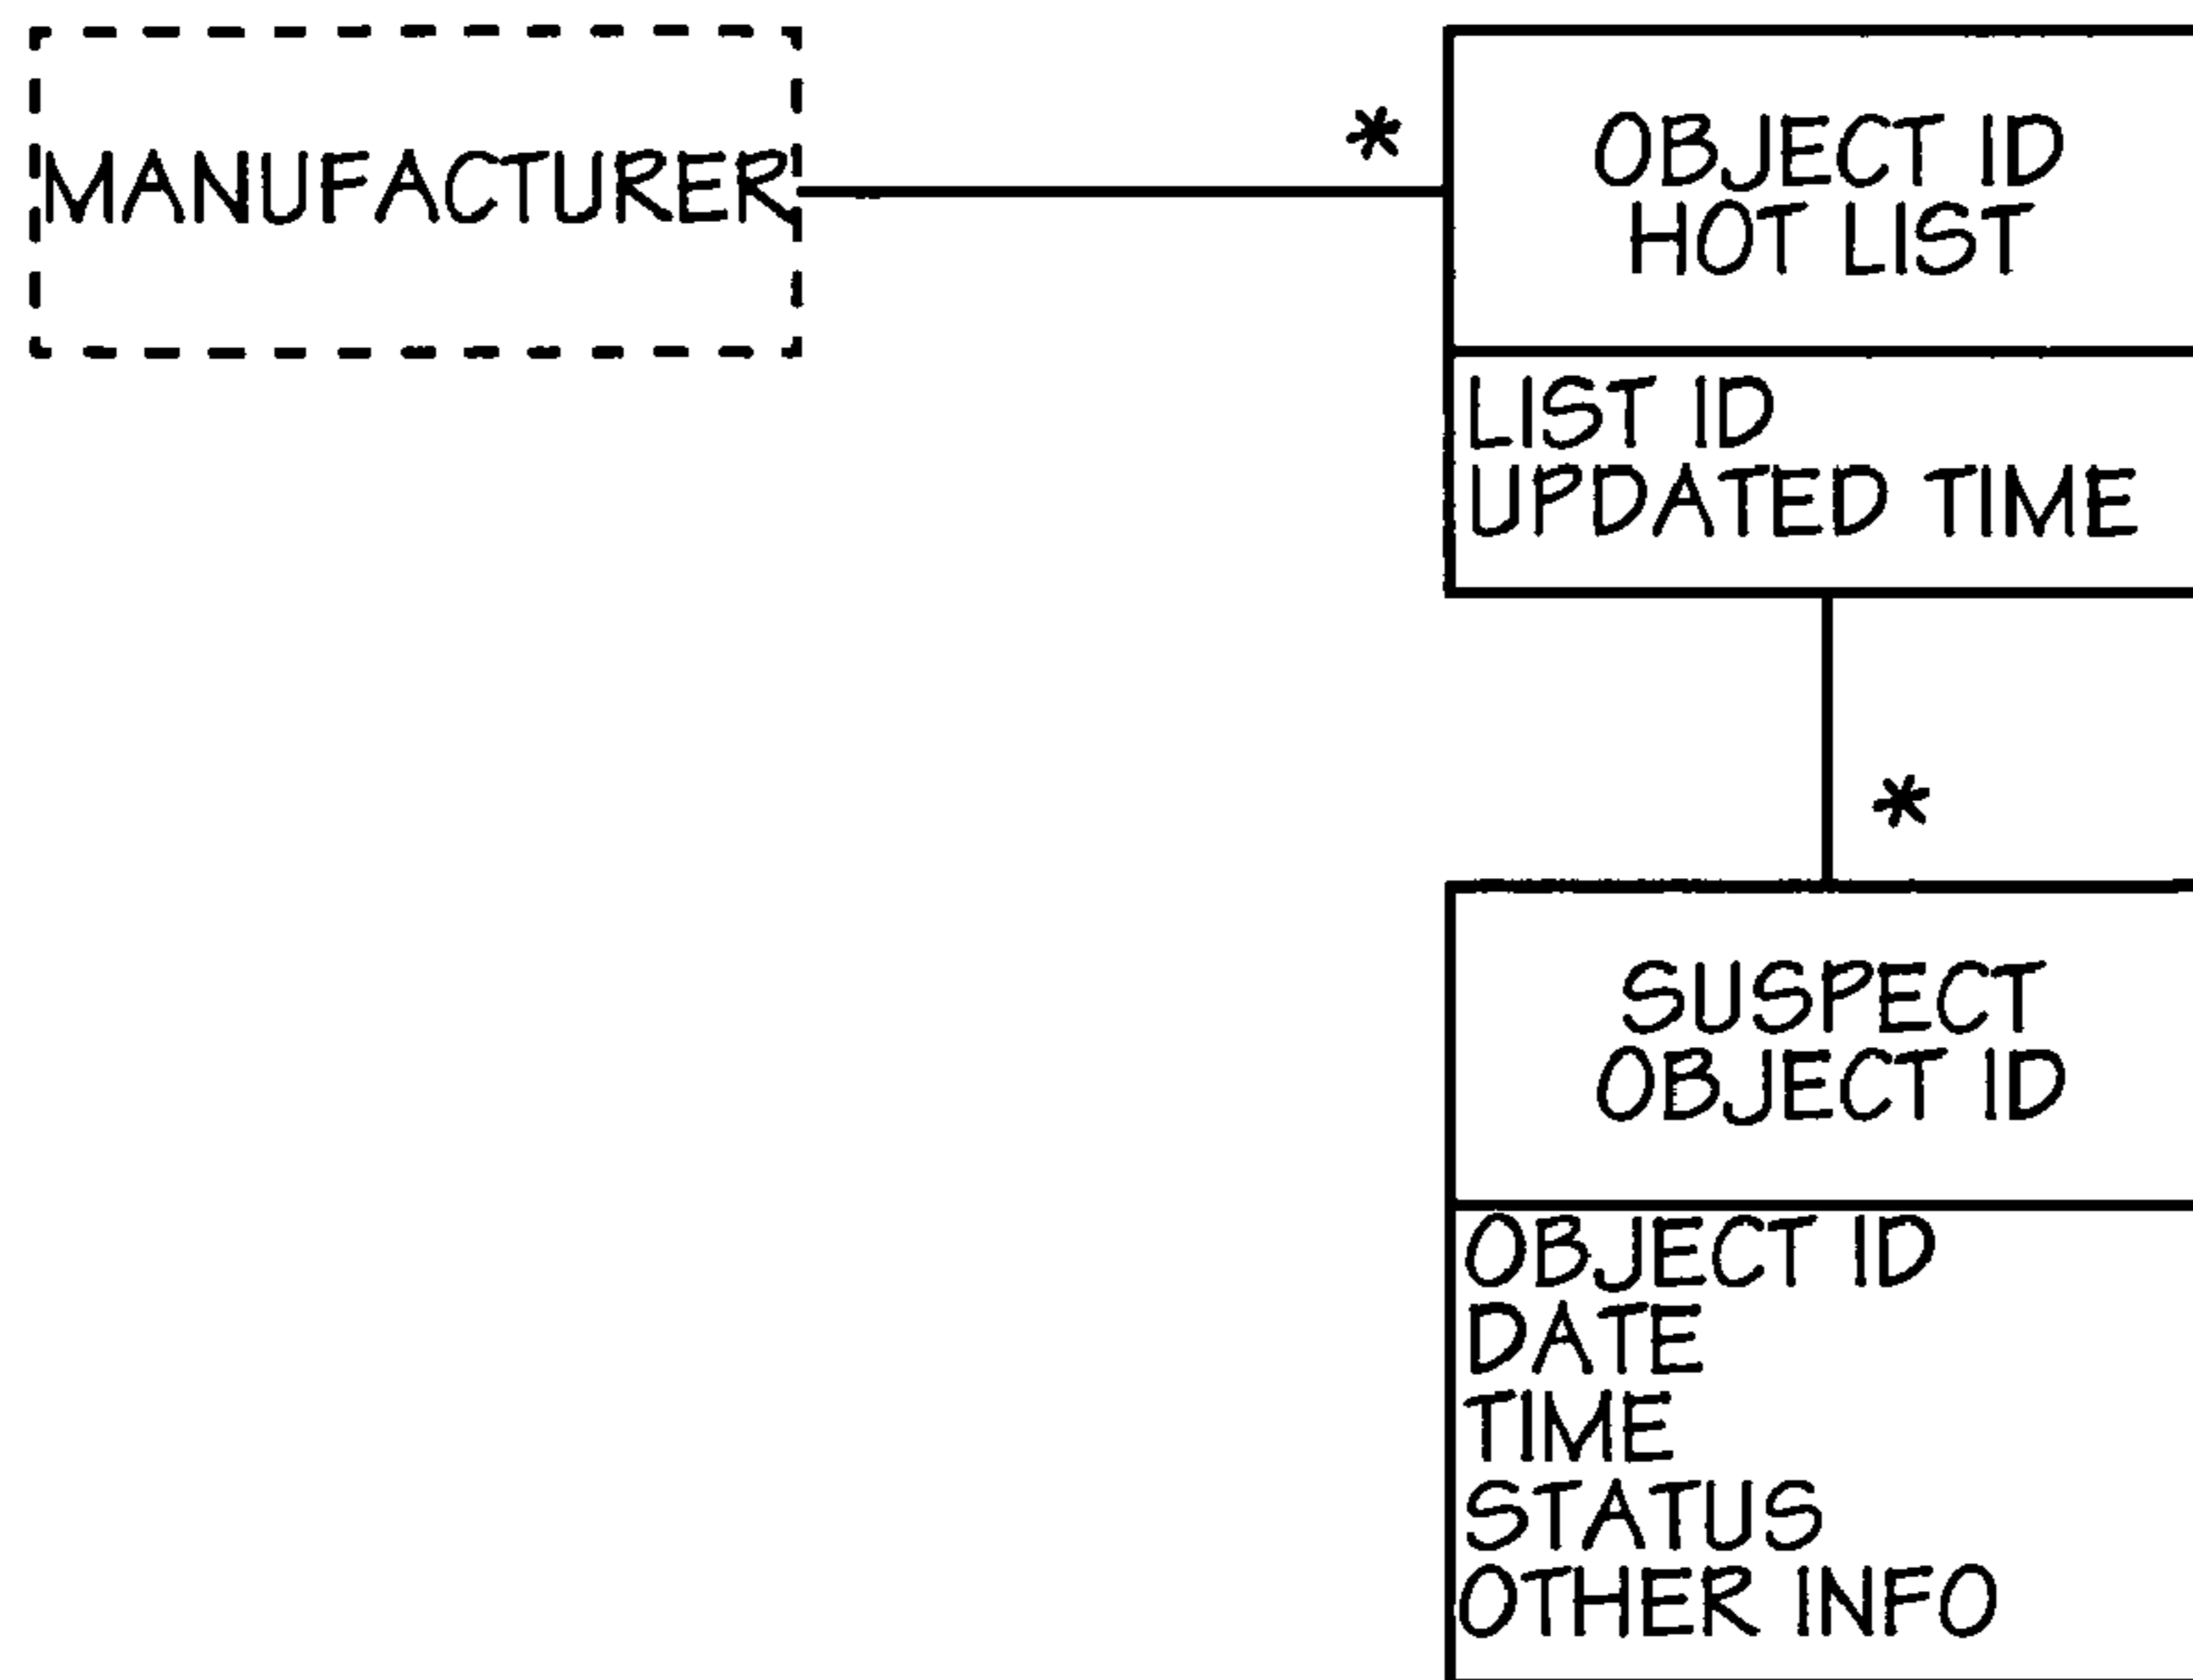 MANUFACTURER
*
OBJECT ID
HOT LIST
LIST ID
UPDATED TIME
*
SUSPECT
OBJECT ID
OBJECT ID
DATE
TIME
STATUS
OTHER INFO